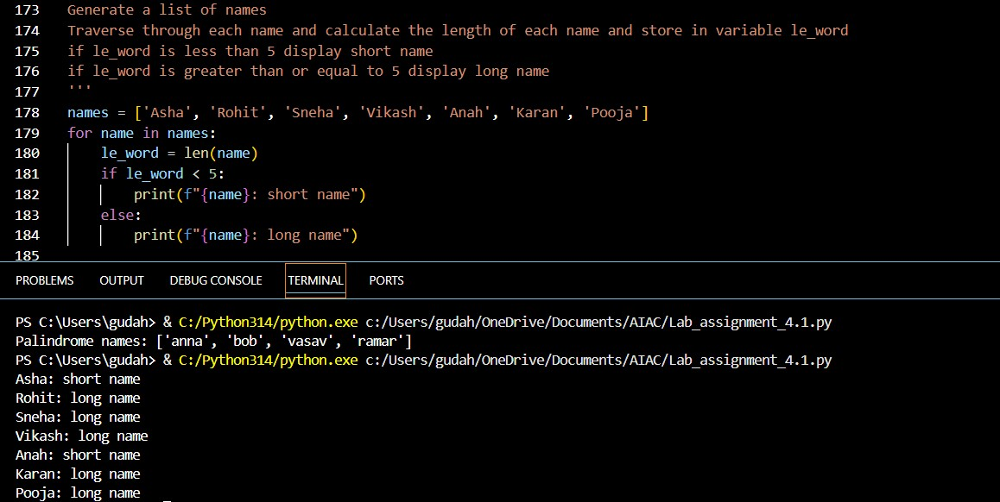 173 Generate a list of names
174 Traverse through each name and calculate the length of each name and store in variable le_word
175 if le_word is less than 5 display short name
176 if le_word is greater than or equal to 5 display long name
177 '''
178 names = ['Asha', 'Rohit', 'Sneha', 'Vikash', 'Anah', 'Karan', 'Pooja']
179 for name in names:
180     le_word = len(name)
181     if le_word < 5:
182         print(f"{name}: short name")
183     else:
184         print(f"{name}: long name")
185
PROBLEMS OUTPUT DEBUG CONSOLE TERMINAL PORTS
PS C:\Users\gudah> & C:/Python314/python.exe c:/Users/gudah/OneDrive/Documents/AIAC/Lab_assignment_4.1.py
Palindrome names: ['anna', 'bob', 'vasav', 'ramar']
PS C:\Users\gudah> & C:/Python314/python.exe c:/Users/gudah/OneDrive/Documents/AIAC/Lab_assignment_4.1.py
Asha: short name
Rohit: long name
Sneha: long name
Vikash: long name
Anah: short name
Karan: long name
Pooja: long name